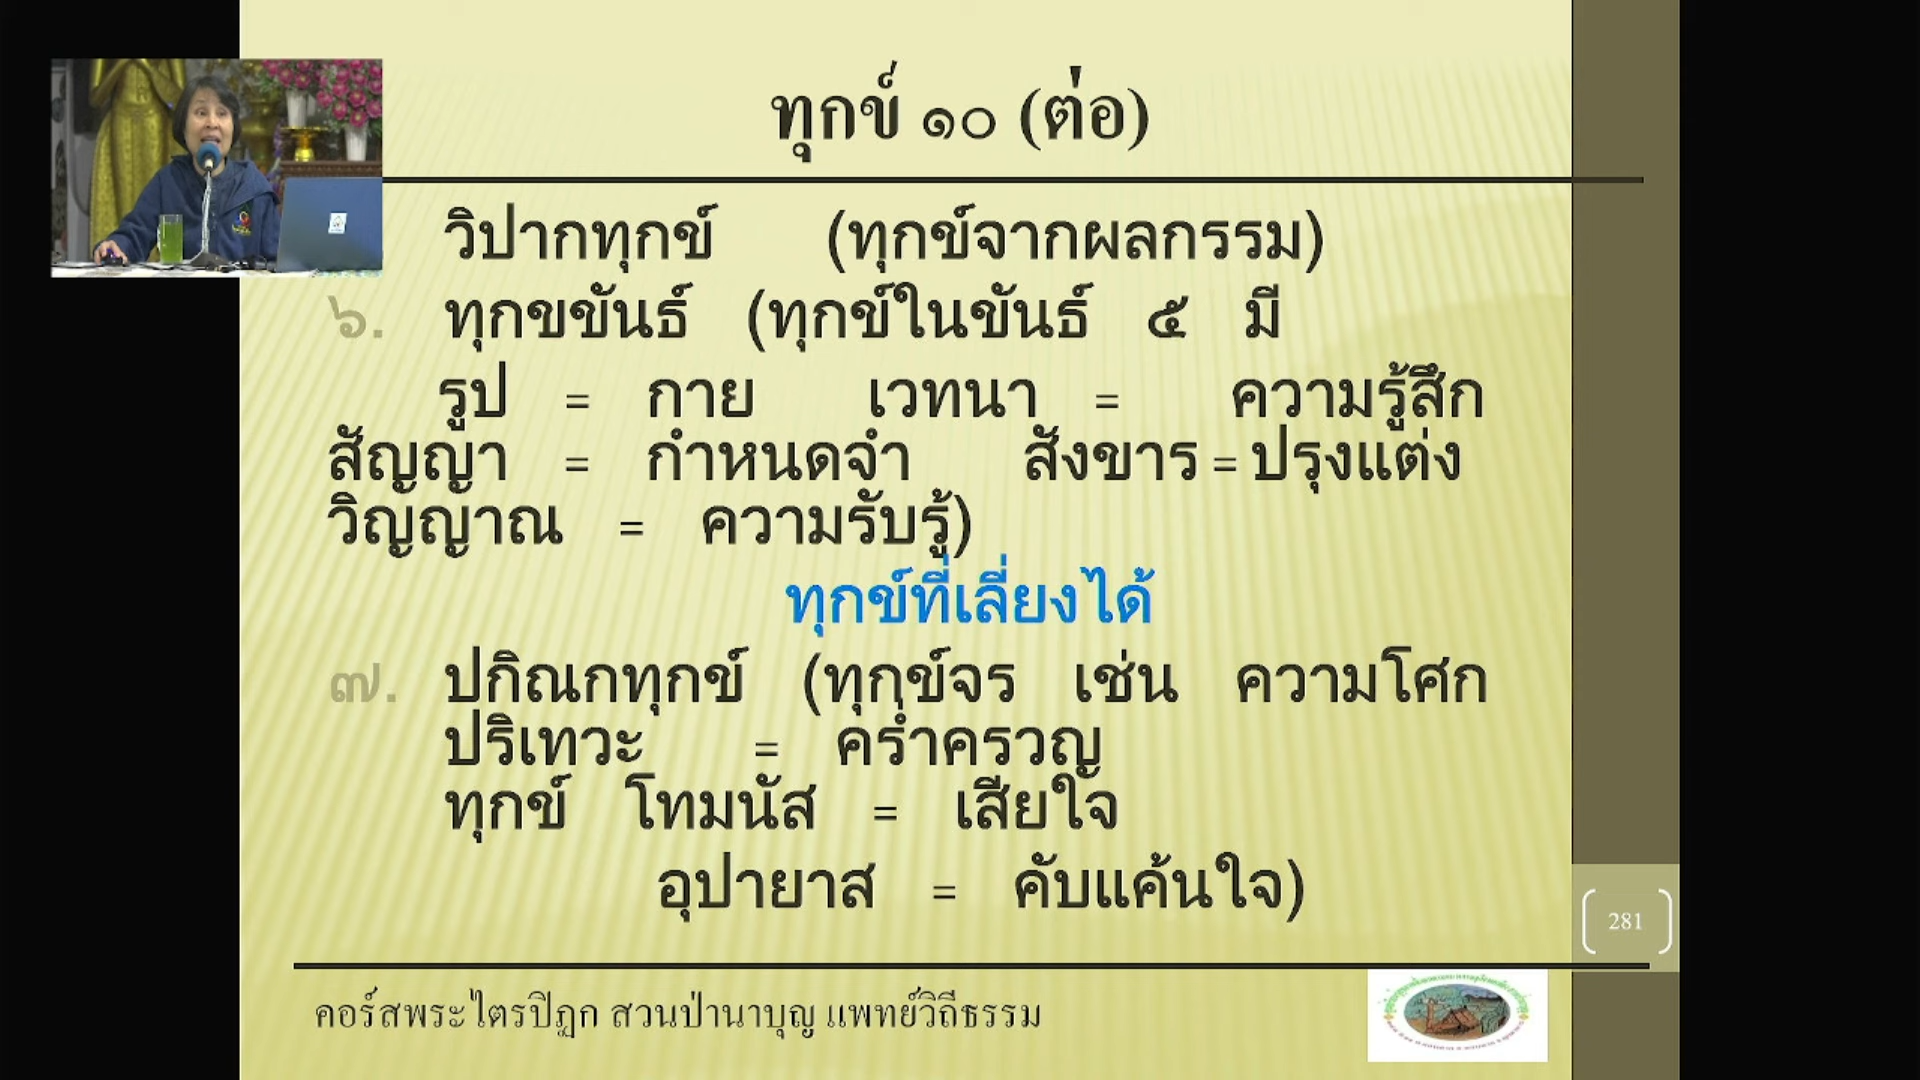 ทุกข์ ๑๐ (ต่อ)
วิปากทุกข์ (ทุกข์จากผลกรรม)
๖. ทุกขขันธ์ (ทุกข์ในขันธ์ ๕ มี
รูป = กาย เวทนา = ความรู้สึก
สัญญา = กำหนดจำ สังขาร = ปรุงแต่ง
วิญญาณ = ความรับรู้)
ทุกข์ที่เลี่ยงได้
๗. ปกิณกทุกข์ (ทุกข์จร เช่น ความโศก
ปริเทวะ = คร่ำครวญ
ทุกข์ โทมนัส = เสียใจ
อุปายาส = คับแค้นใจ)
281
คอร์สพระไตรปิฎก สวนป่านาบุญ แพทย์วิถีธรรม